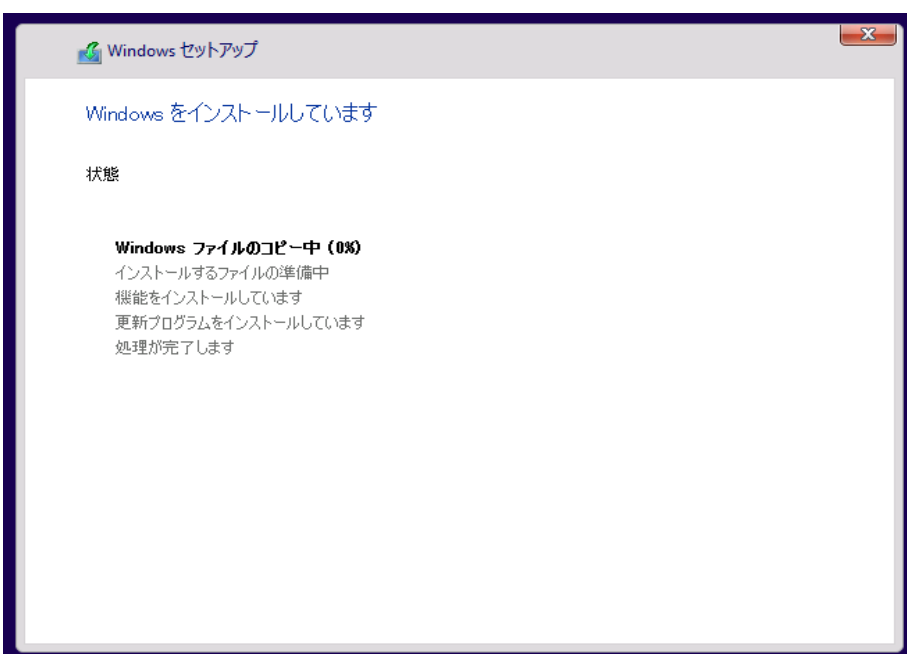 Windows セットアップ
Windows をインストールしています
状態
Windows ファイルのコピー中 (0%)
インストールするファイルの準備中
機能をインストールしています
更新プログラムをインストールしています
処理が完了します